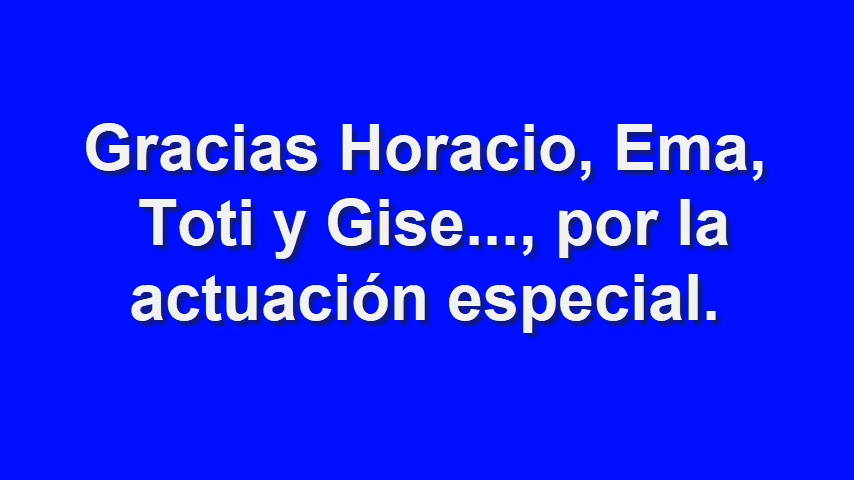 Gracias Horacio, Ema,
Toti y Gise..., por la
actuación especial.